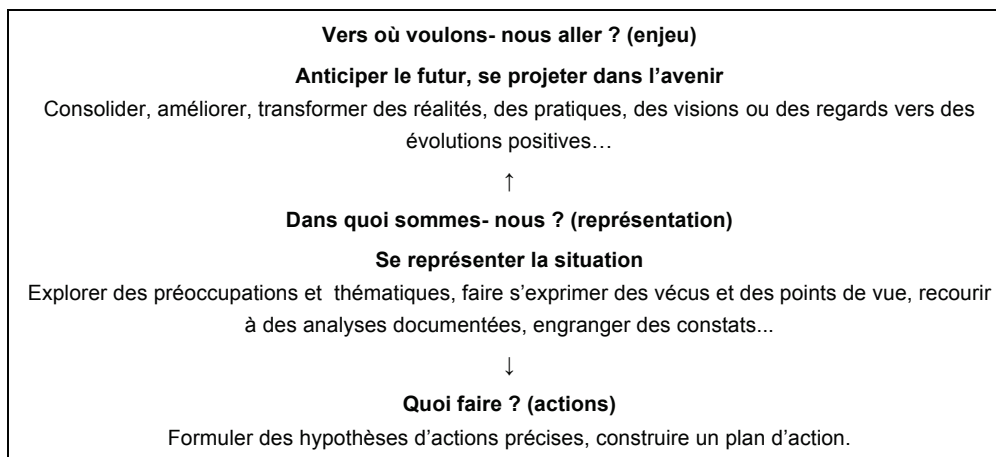 Vers où voulons- nous aller ? (enjeu)
Anticiper le futur, se projeter dans l’avenir
Consolider, améliorer, transformer des réalités, des pratiques, des visions ou des regards vers des
évolutions positives…
↑
Dans quoi sommes- nous ? (représentation)
Se représenter la situation
Explorer des préoccupations et  thématiques, faire s’exprimer des vécus et des points de vue, recourir
à des analyses documentées, engranger des constats...
↓
Quoi faire ? (actions)
Formuler des hypothèses d’actions précises, construire un plan d’action.